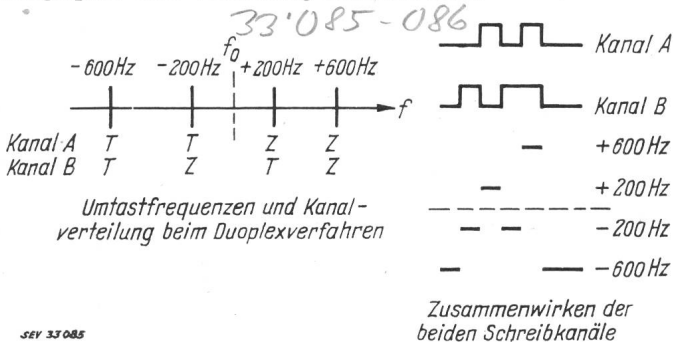 33'085-086
f₀
-600Hz -200Hz +200Hz +600Hz
f
Kanal A T T Z Z
Kanal B T Z T Z
Umtastfrequenzen und Kanal-
verteilung beim Duoplexverfahren
SEV 33085
Kanal A
Kanal B
+600Hz
+200Hz
-200Hz
-600Hz
Zusammenwirken der
beiden Schreibkanäle